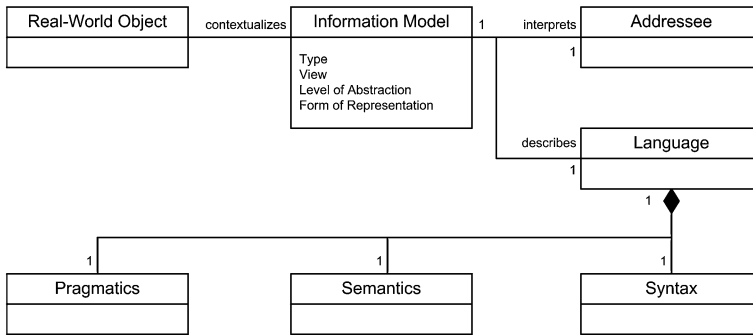 Real-World Object
contextualizes
Information Model
1
interprets
Addressee
1
Type
View
Level of Abstraction
Form of Representation
describes
Language
1
1
1
1
1
Pragmatics
Semantics
Syntax